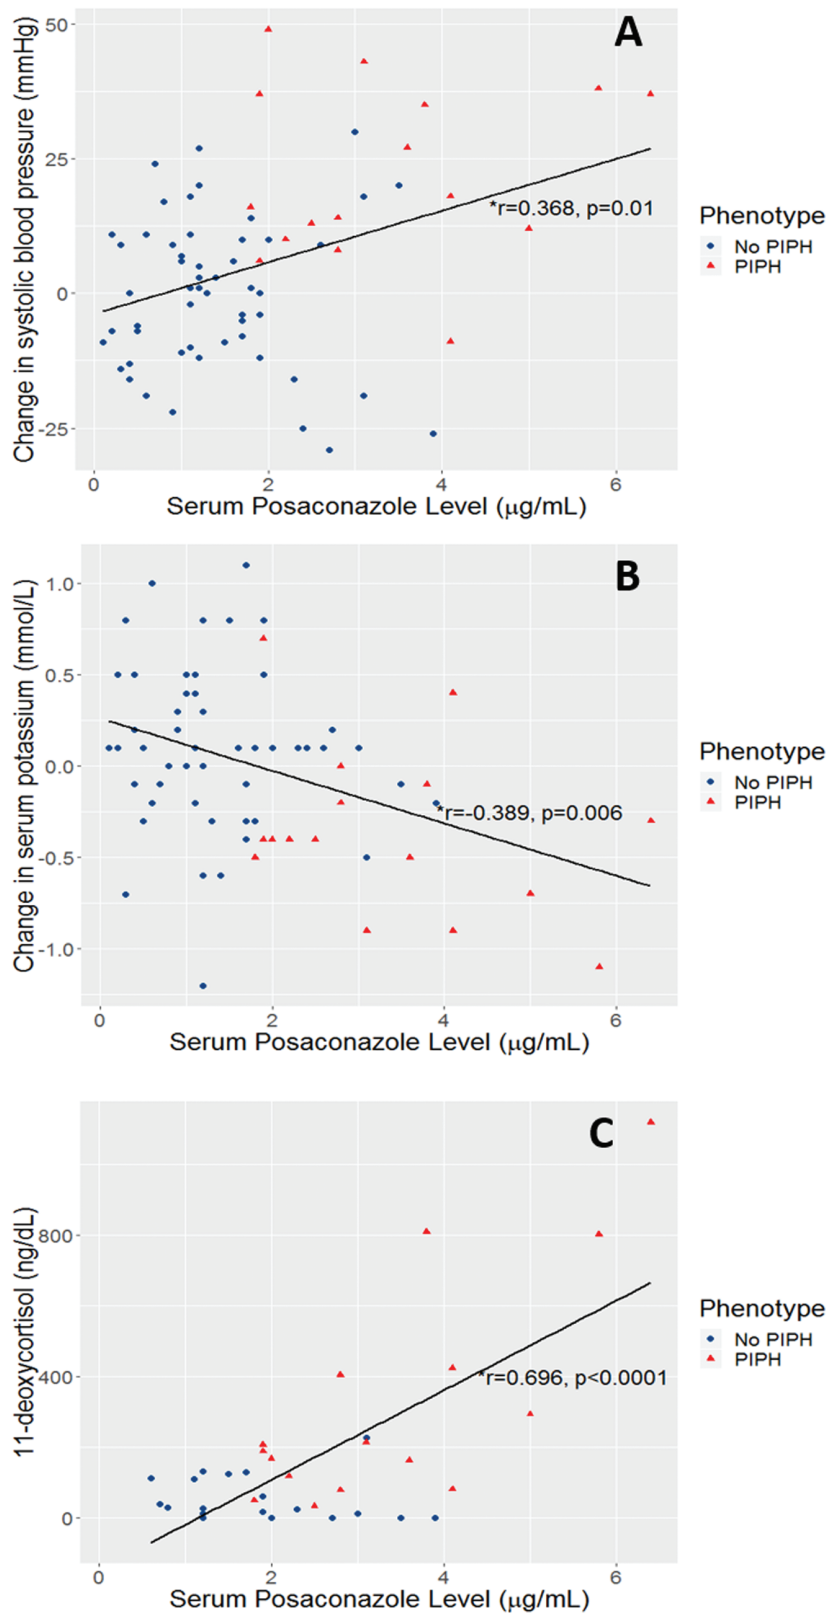 A
Change in systolic blood pressure (mmHg)
50
25
0
-25
*r=0.368, p=0.01
0 2 4 6
Serum Posaconazole Level (μg/mL)
Phenotype
No PIPH
PIPH
B
Change in serum potassium (mmol/L)
1.0
0.5
0.0
-0.5
-1.0
*r=-0.389, p=0.006
0 2 4 6
Serum Posaconazole Level (μg/mL)
Phenotype
No PIPH
PIPH
C
11-deoxycortisol (ng/dL)
800
400
0
*r=0.696, p<0.0001
0 2 4 6
Serum Posaconazole Level (μg/mL)
Phenotype
No PIPH
PIPH